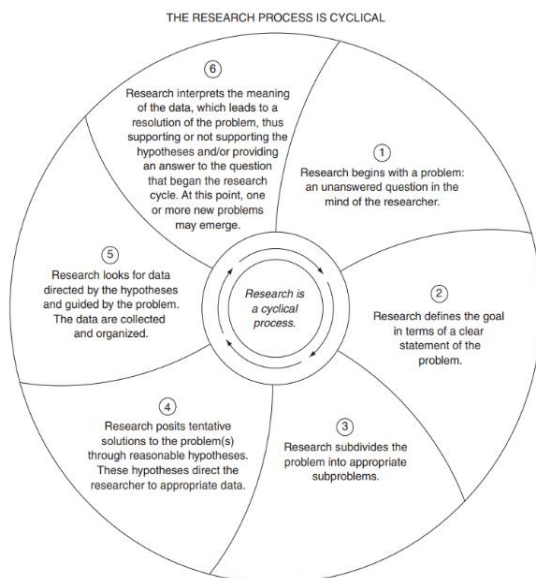 THE RESEARCH PROCESS IS CYCLICAL
6
Research interprets the meaning
of the data, which leads to a
resolution of the problem, thus
supporting or not supporting the
hypotheses and/or providing
an answer to the question
that began the research
cycle. At this point, one
or more new problems
may emerge.
1
Research begins with a problem:
an unanswered question in the
mind of the researcher.
5
Research looks for data
directed by the hypotheses
and guided by the problem.
The data are collected
and organized.
Research is
a cyclical
process.
2
Research defines the goal
in terms of a clear
statement of the
problem.
4
Research posits tentative
solutions to the problem(s)
through reasonable hypotheses.
These hypotheses direct the
researcher to appropriate data.
3
Research subdivides the
problem into appropriate
subproblems.